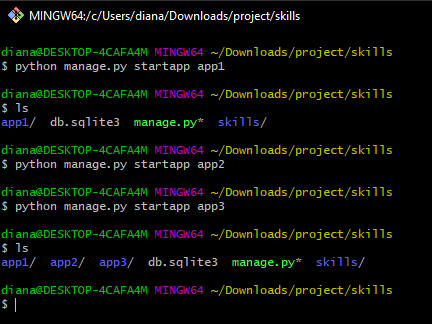 MINGW64:/c/Users/diana/Downloads/project/skills
diana@DESKTOP-4CAFA4M MINGW64 ~/Downloads/project/skills
$ python manage.py startapp app1
diana@DESKTOP-4CAFA4M MINGW64 ~/Downloads/project/skills
$ ls
app1/  db.sqlite3  manage.py*  skills/
diana@DESKTOP-4CAFA4M MINGW64 ~/Downloads/project/skills
$ python manage.py startapp app2
diana@DESKTOP-4CAFA4M MINGW64 ~/Downloads/project/skills
$ python manage.py startapp app3
diana@DESKTOP-4CAFA4M MINGW64 ~/Downloads/project/skills
$ ls
app1/  app2/  app3/  db.sqlite3  manage.py*  skills/
diana@DESKTOP-4CAFA4M MINGW64 ~/Downloads/project/skills
$